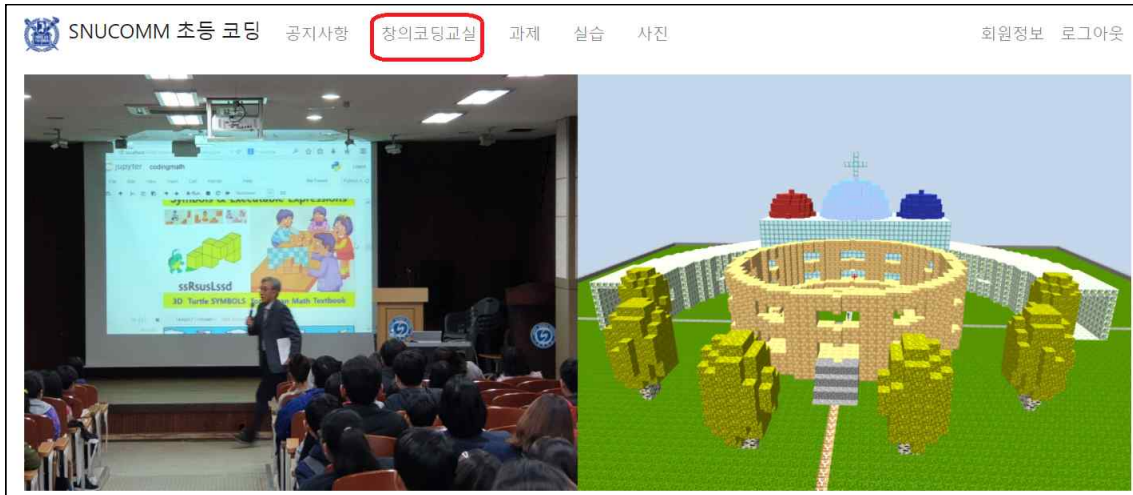 SNUCOMM 초등 코딩 공지사항 창의코딩교실 과제 실습 사진 회원정보 로그아웃
jupyter codingmath
Symbols & Executable Expressions
ssRsusLssd
3D Turtle SYMBOLS
Math Textbook